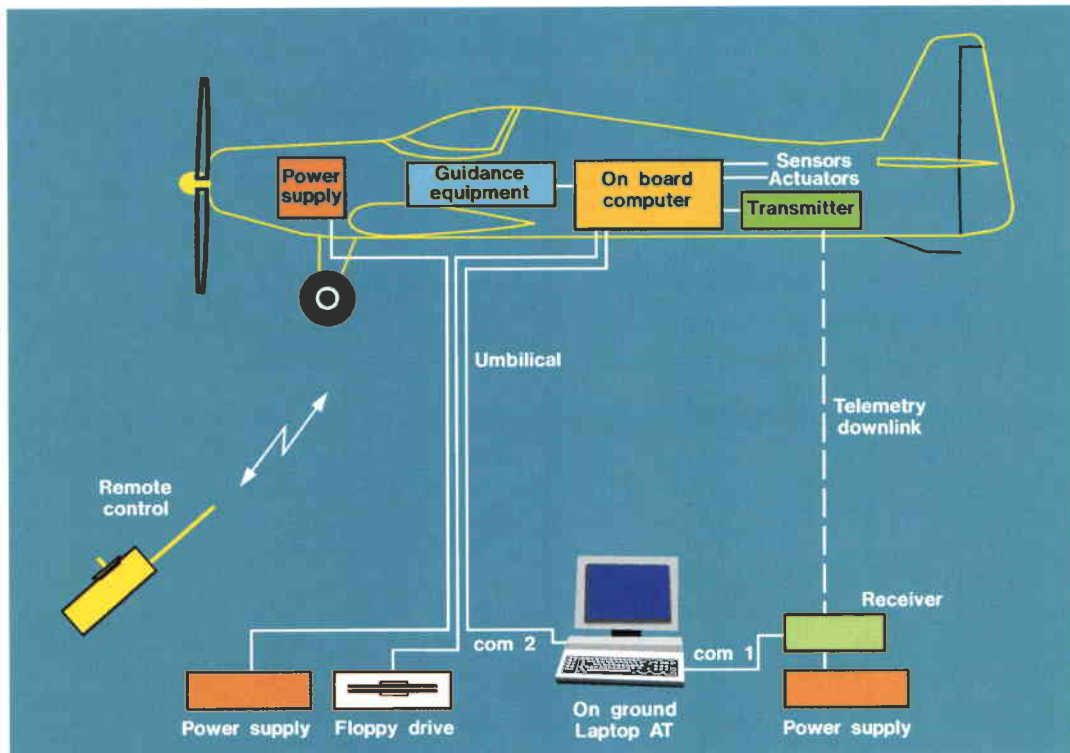 Power
supply
Guidance
equipment
On board
computer
Sensors
Actuators
Transmitter
Umbilical
Telemetry
downlink
Remote
control
Receiver
com 2
com 1
Power supply
Floppy drive
On ground
Laptop AT
Power supply